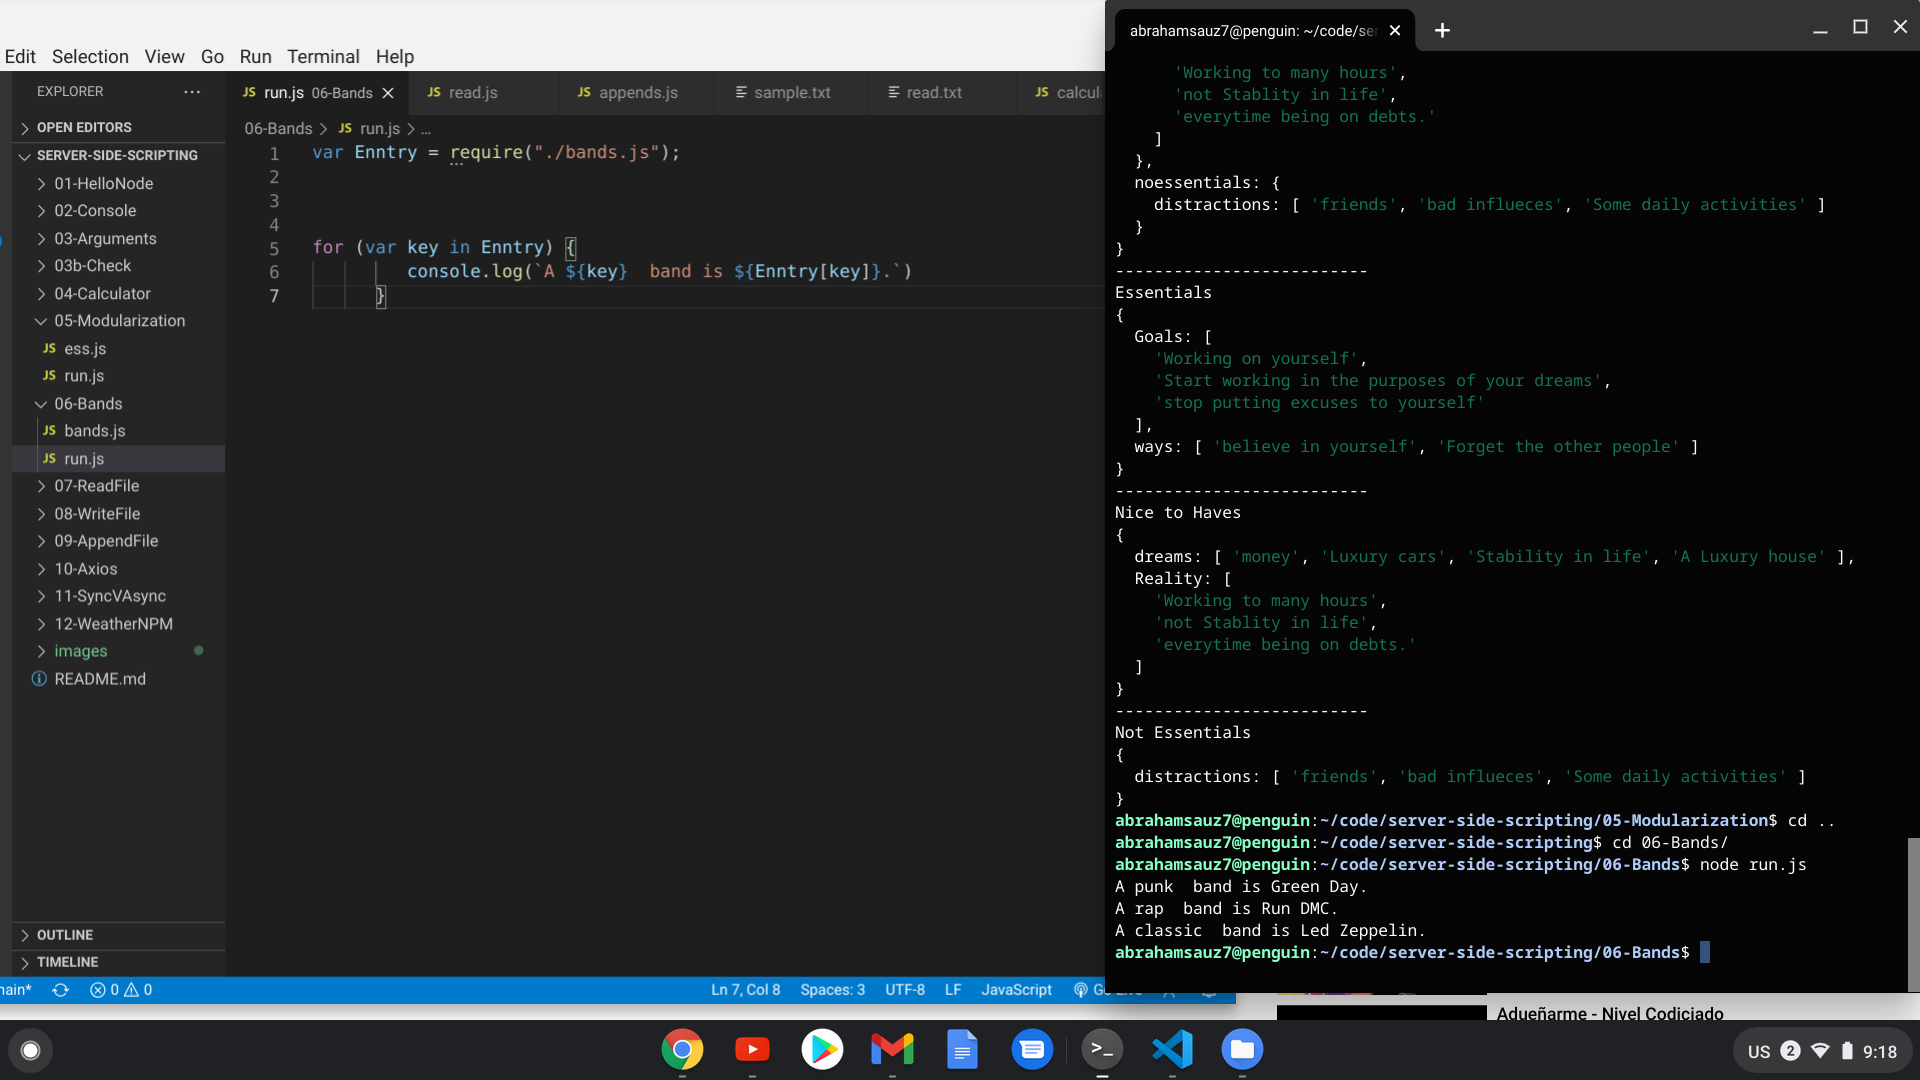 Edit Selection View Go Run Terminal Help
EXPLORER ...
OPEN EDITORS
SERVER-SIDE-SCRIPTING
01-HelloNode
02-Console
03-Arguments
03b-Check
04-Calculator
05-Modularization
JS ess.js
JS run.js
06-Bands
JS bands.js
JS run.js
07-ReadFile
08-WriteFile
09-AppendFile
10-Axios
11-SyncVAsync
12-WeatherNPM
images
README.md
OUTLINE
TIMELINE
JS run.js 06-Bands
JS read.js
JS appends.js
sample.txt
read.txt
JS calcul
06-Bands > JS run.js > ...
1 var Enntry = require("./bands.js");
2
3
4
5 for (var key in Enntry) {
6 console.log(`A ${key}  band is ${Enntry[key]}.`)
7 }
main* 0 0 Ln 7, Col 8 Spaces: 3 UTF-8 LF JavaScript
abrahamsauz7@penguin: ~/code/ser
'Working to many hours',
'not Stablity in life',
'everytime being on debts.'
]
},
noessentials: {
distractions: [ 'friends', 'bad influeces', 'Some daily activities' ]
}
}
--------------------------
Essentials
{
Goals: [
'Working on yourself',
'Start working in the purposes of your dreams',
'stop putting excuses to yourself'
],
ways: [ 'believe in yourself', 'Forget the other people' ]
}
--------------------------
Nice to Haves
{
dreams: [ 'money', 'Luxury cars', 'Stability in life', 'A Luxury house' ],
Reality: [
'Working to many hours',
'not Stablity in life',
'everytime being on debts.'
]
}
--------------------------
Not Essentials
{
distractions: [ 'friends', 'bad influeces', 'Some daily activities' ]
}
abrahamsauz7@penguin:~/code/server-side-scripting/05-Modularization$ cd ..
abrahamsauz7@penguin:~/code/server-side-scripting$ cd 06-Bands/
abrahamsauz7@penguin:~/code/server-side-scripting/06-Bands$ node run.js
A punk  band is Green Day.
A rap  band is Run DMC.
A classic  band is Led Zeppelin.
abrahamsauz7@penguin:~/code/server-side-scripting/06-Bands$
Adueñarme - Nivel Codiciado
US 2 9:18